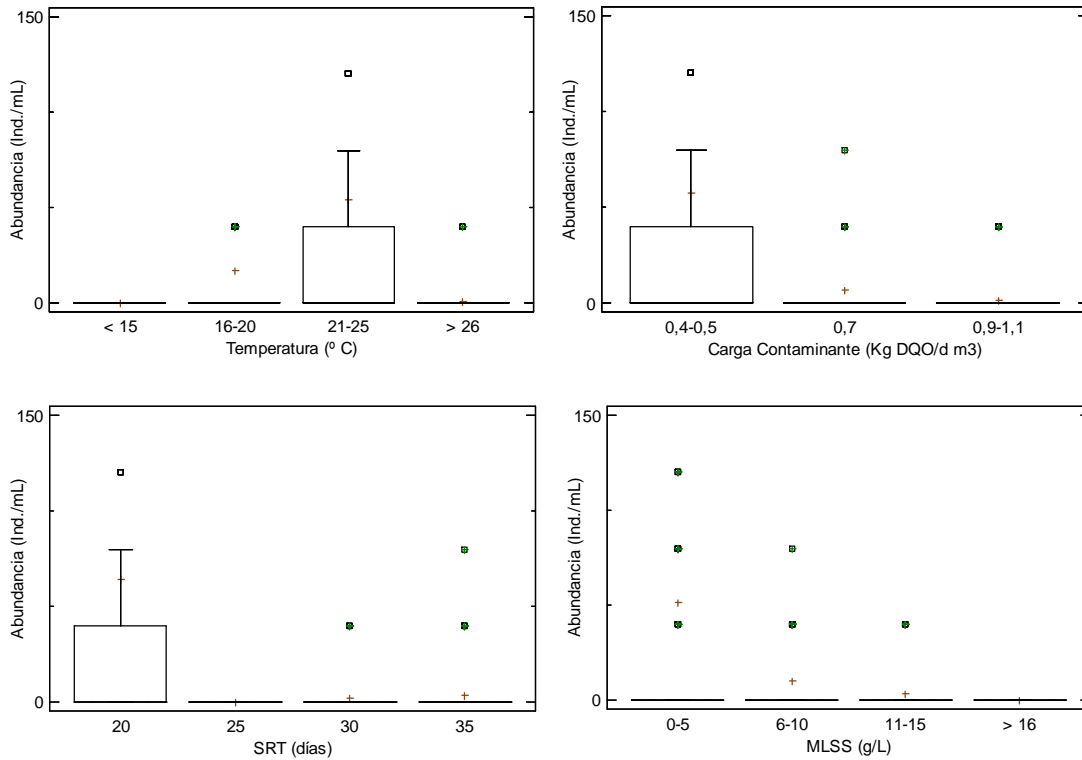 150
0
Abundancia (Ind./mL)
< 15 16-20 21-25 > 26
Temperatura (º C)
150
0
Abundancia (Ind./mL)
0,4-0,5 0,7 0,9-1,1
Carga Contaminante (Kg DQO/d m3)
150
0
Abundancia (Ind./mL)
20 25 30 35
SRT (días)
150
0
Abundancia (Ind./mL)
0-5 6-10 11-15 > 16
MLSS (g/L)